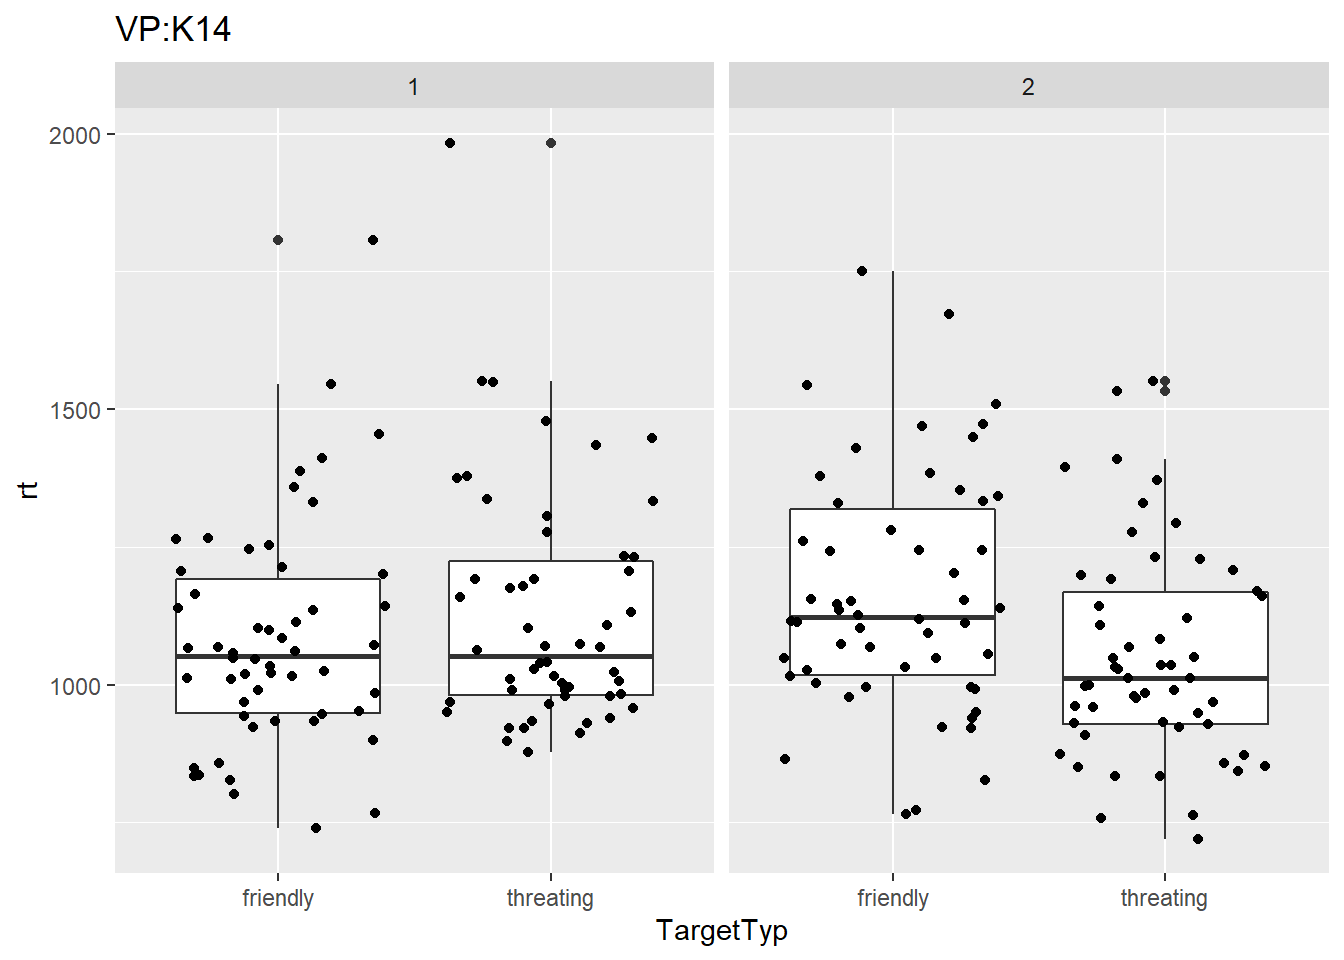 VP:K14
1
2
2000
1500
1000
rt
friendly
threating
friendly
threating
TargetTyp